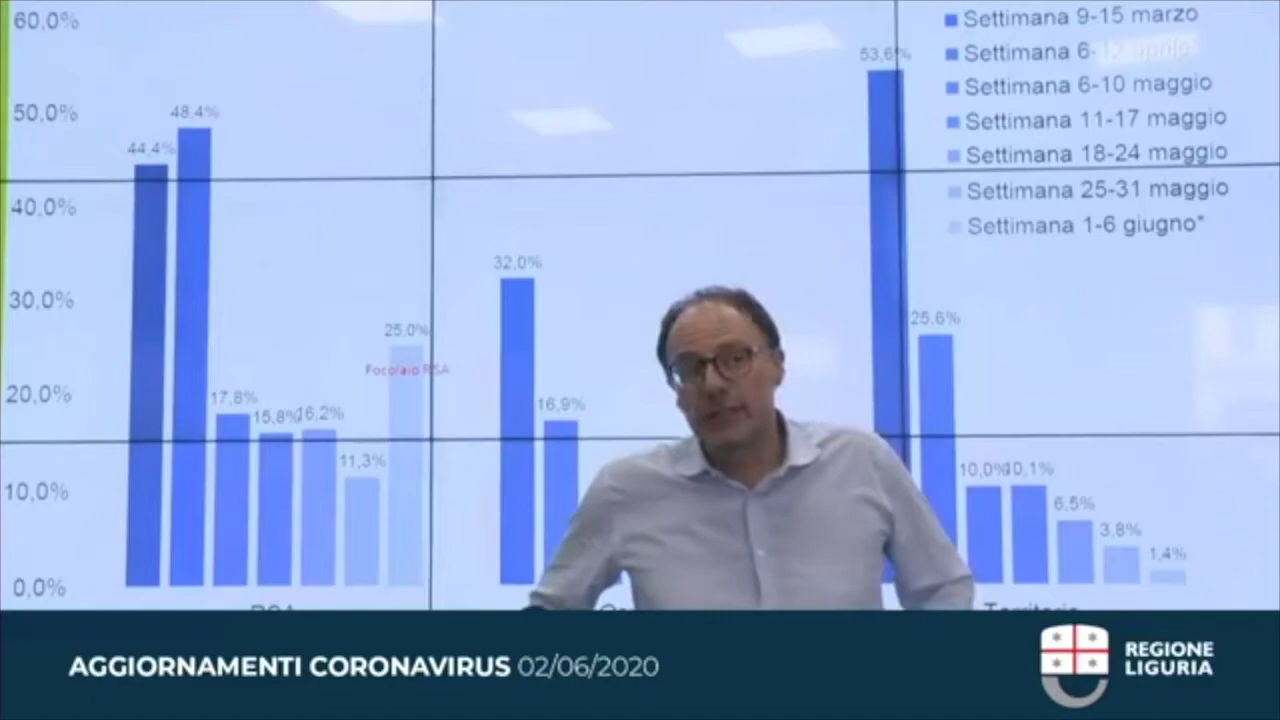 60,0%
50,0%
40,0%
30,0%
20,0%
10,0%
0,0%
44,4%
48,4%
17,8%
15,8%
16,2%
11,3%
25,0%
Focolaio RSA
32,0%
16,9%
53,6%
25,6%
10,0%
10,1%
6,5%
3,8%
1,4%
Settimana 9-15 marzo
Settimana 6-12 aprile
Settimana 6-10 maggio
Settimana 11-17 maggio
Settimana 18-24 maggio
Settimana 25-31 maggio
Settimana 1-6 giugno*
RSA
Territorio
AGGIORNAMENTI CORONAVIRUS 02/06/2020
REGIONE
LIGURIA